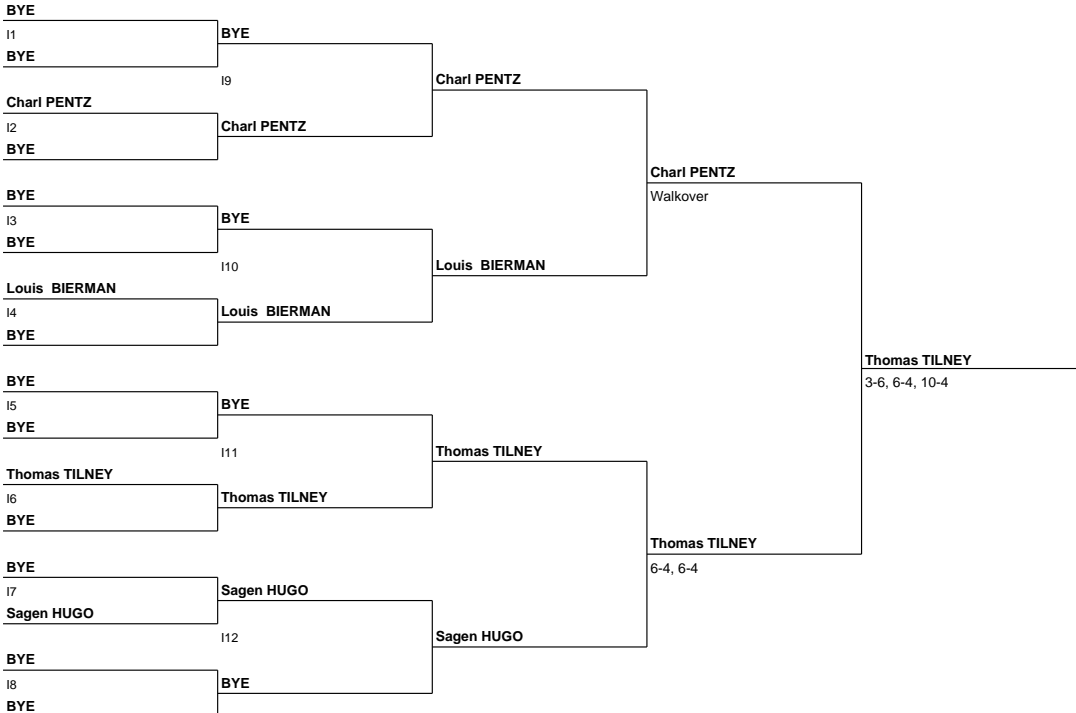 BYE
I1
BYE
BYE
I9
Charl PENTZ
Charl PENTZ
I2
Charl PENTZ
BYE
Charl PENTZ
Walkover
BYE
I3
BYE
BYE
I10
Louis  BIERMAN
Louis  BIERMAN
I4
Louis  BIERMAN
BYE
Thomas TILNEY
3-6, 6-4, 10-4
BYE
I5
BYE
BYE
I11
Thomas TILNEY
Thomas TILNEY
I6
Thomas TILNEY
BYE
Thomas TILNEY
6-4, 6-4
BYE
I7
Sagen HUGO
Sagen HUGO
I12
Sagen HUGO
BYE
I8
BYE
BYE